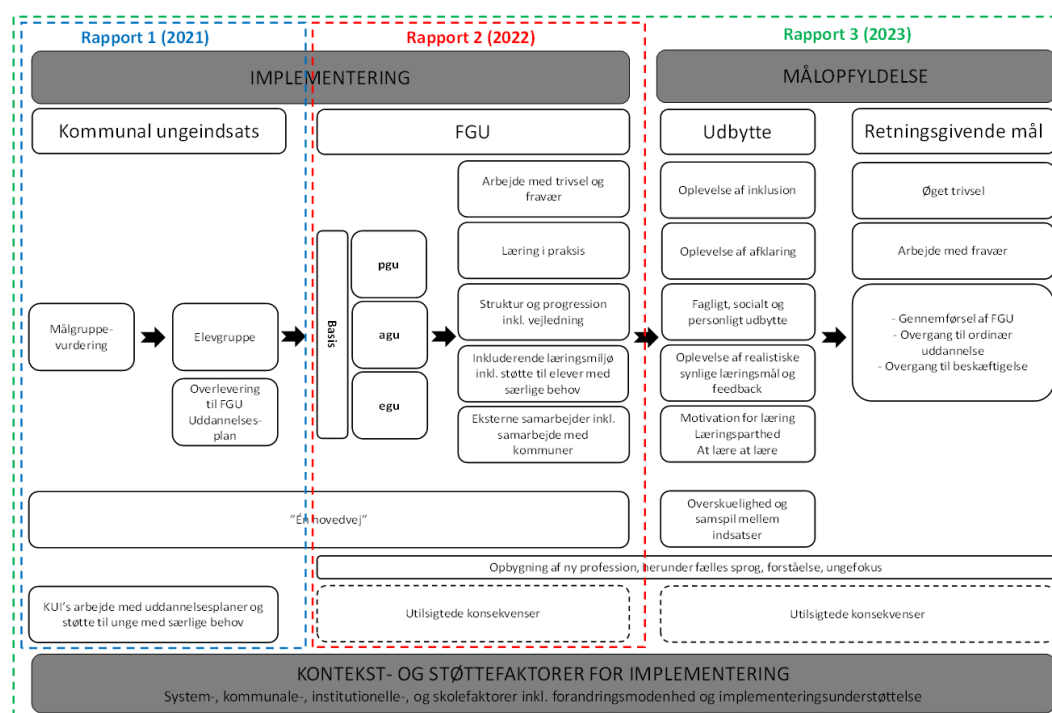 Rapport 1 (2021)
Rapport 2 (2022)
Rapport 3 (2023)
IMPLEMENTERING
MÅLOPFYLDELSE
Kommunal ungeindsats
FGU
Udbytte
Retningsgivende mål
Målgruppe-
vurdering
Elevgruppe
Overlevering
til FGU
Uddannelses-
plan
Basis
pgu
agu
egu
Arbejde med trivsel og
fravær
Læring i praksis
Struktur og progression
inkl. vejledning
Inkluderende læringsmiljø
inkl. støtte til elever med
særlige behov
Eksterne samarbejder inkl.
samarbejde med
kommuner
Oplevelse af inklusion
Oplevelse af afklaring
Fagligt, socialt og
personligt udbytte
Oplevelse af realistiske
synlige læringsmål og
feedback
Motivation for læring
Læringsparthed
At lære at lære
Overskuelighed og
samspil mellem
indsatser
Øget trivsel
Arbejde med fravær
- Gennemførsel af FGU
- Overgang til ordinær
uddannelse
- Overgang til beskæftigelse
"Én hovedvej"
Opbygning af ny profession, herunder fælles sprog, forståelse, ungefokus
KUI's arbejde med uddannelsesplaner og
støtte til unge med særlige behov
Utilsigtede konsekvenser
Utilsigtede konsekvenser
KONTEKST- OG STØTTEFAKTORER FOR IMPLEMENTERING
System-, kommunale-, institutionelle-, og skolefaktorer inkl. forandringsmodenhed og implementeringsunderstøttelse